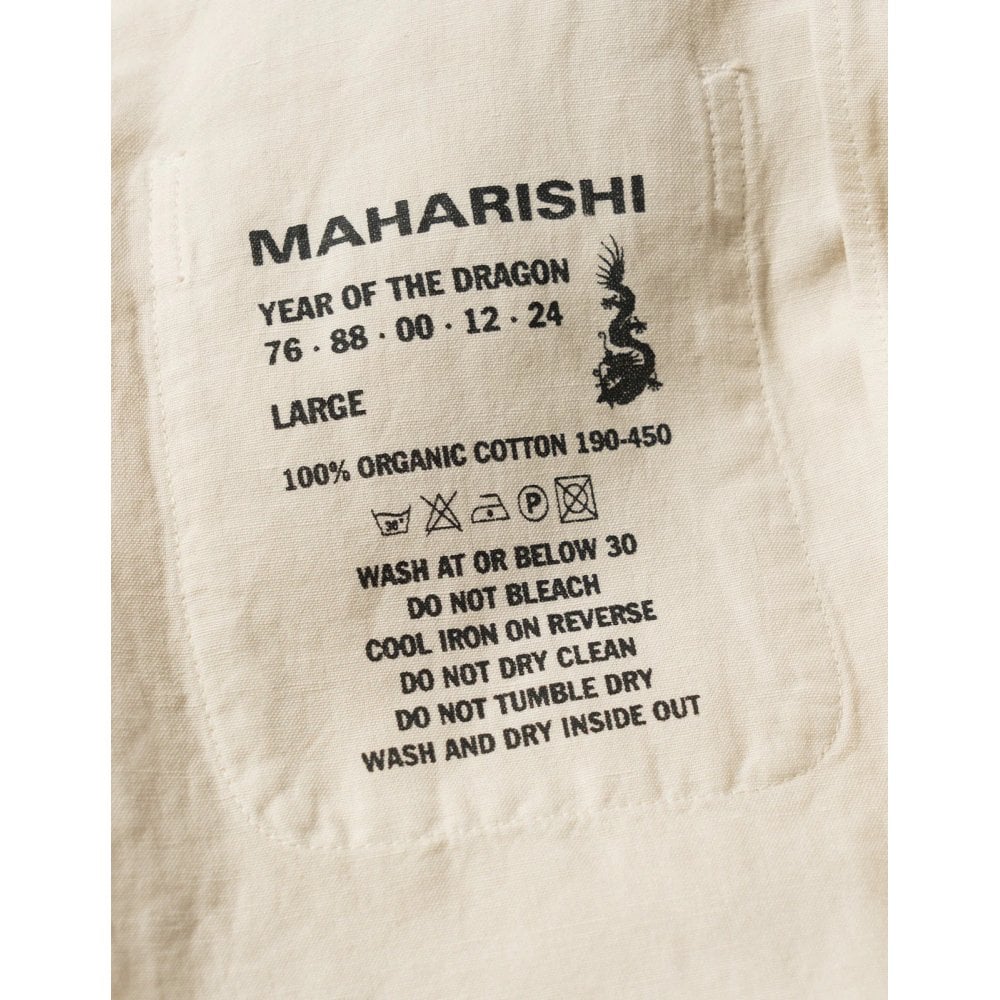 MAHARISHI
YEAR OF THE DRAGON
76 · 88 · 00 · 12 · 24
LARGE
100% ORGANIC COTTON 190-450
30° P
WASH AT OR BELOW 30
DO NOT BLEACH
COOL IRON ON REVERSE
DO NOT DRY CLEAN
DO NOT TUMBLE DRY
WASH AND DRY INSIDE OUT